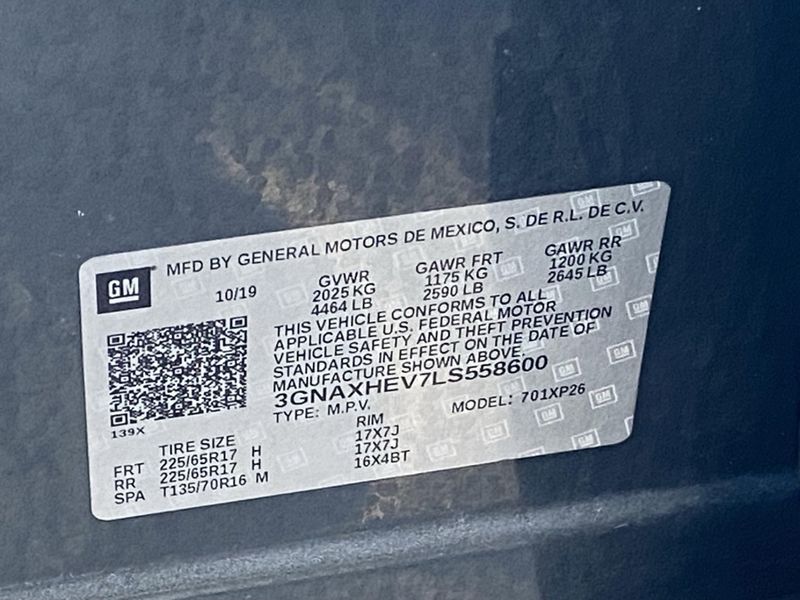 GM
MFD BY GENERAL MOTORS DE MEXICO, S. DE R.L. DE C.V.
10/19
GVWR GAWR FRT GAWR RR
2025 KG 1175 KG 1200 KG
4464 LB 2590 LB 2645 LB
THIS VEHICLE CONFORMS TO ALL
APPLICABLE U.S. FEDERAL MOTOR
VEHICLE SAFETY AND THEFT PREVENTION
STANDARDS IN EFFECT ON THE DATE OF
MANUFACTURE SHOWN ABOVE.
3GNAXHEV7LS558600
TYPE: M.P.V. MODEL: 701XP26
139X
TIRE SIZE RIM
FRT 225/65R17 H 17X7J
RR 225/65R17 H 17X7J
SPA T135/70R16 M 16X4BT